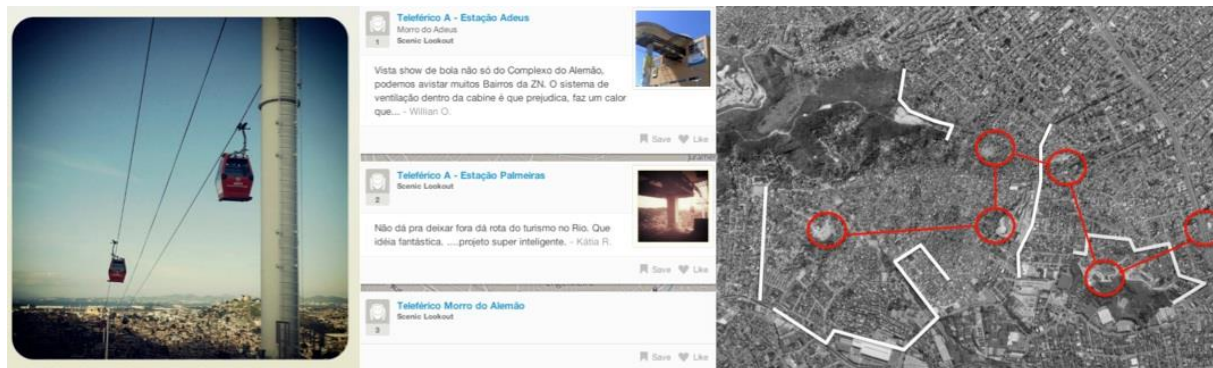 Teleférico A - Estação Adeus
Morro do Adeus
Scenic Lookout
1
Vista show de bola não só do Complexo do Alemão,
podemos avistar muitos Bairros da ZN. O sistema de
ventilação dentro da cabine é que prejudica, faz um calor
que... - Willian O.
Save Like
Teleférico A - Estação Palmeiras
Scenic Lookout
2
Não dá pra deixar fora dá rota do turismo no Rio. Que
idéia fantástica. ....projeto super inteligente. - Kátia R.
Save Like
Teleférico Morro do Alemão
Scenic Lookout
3
Save Like